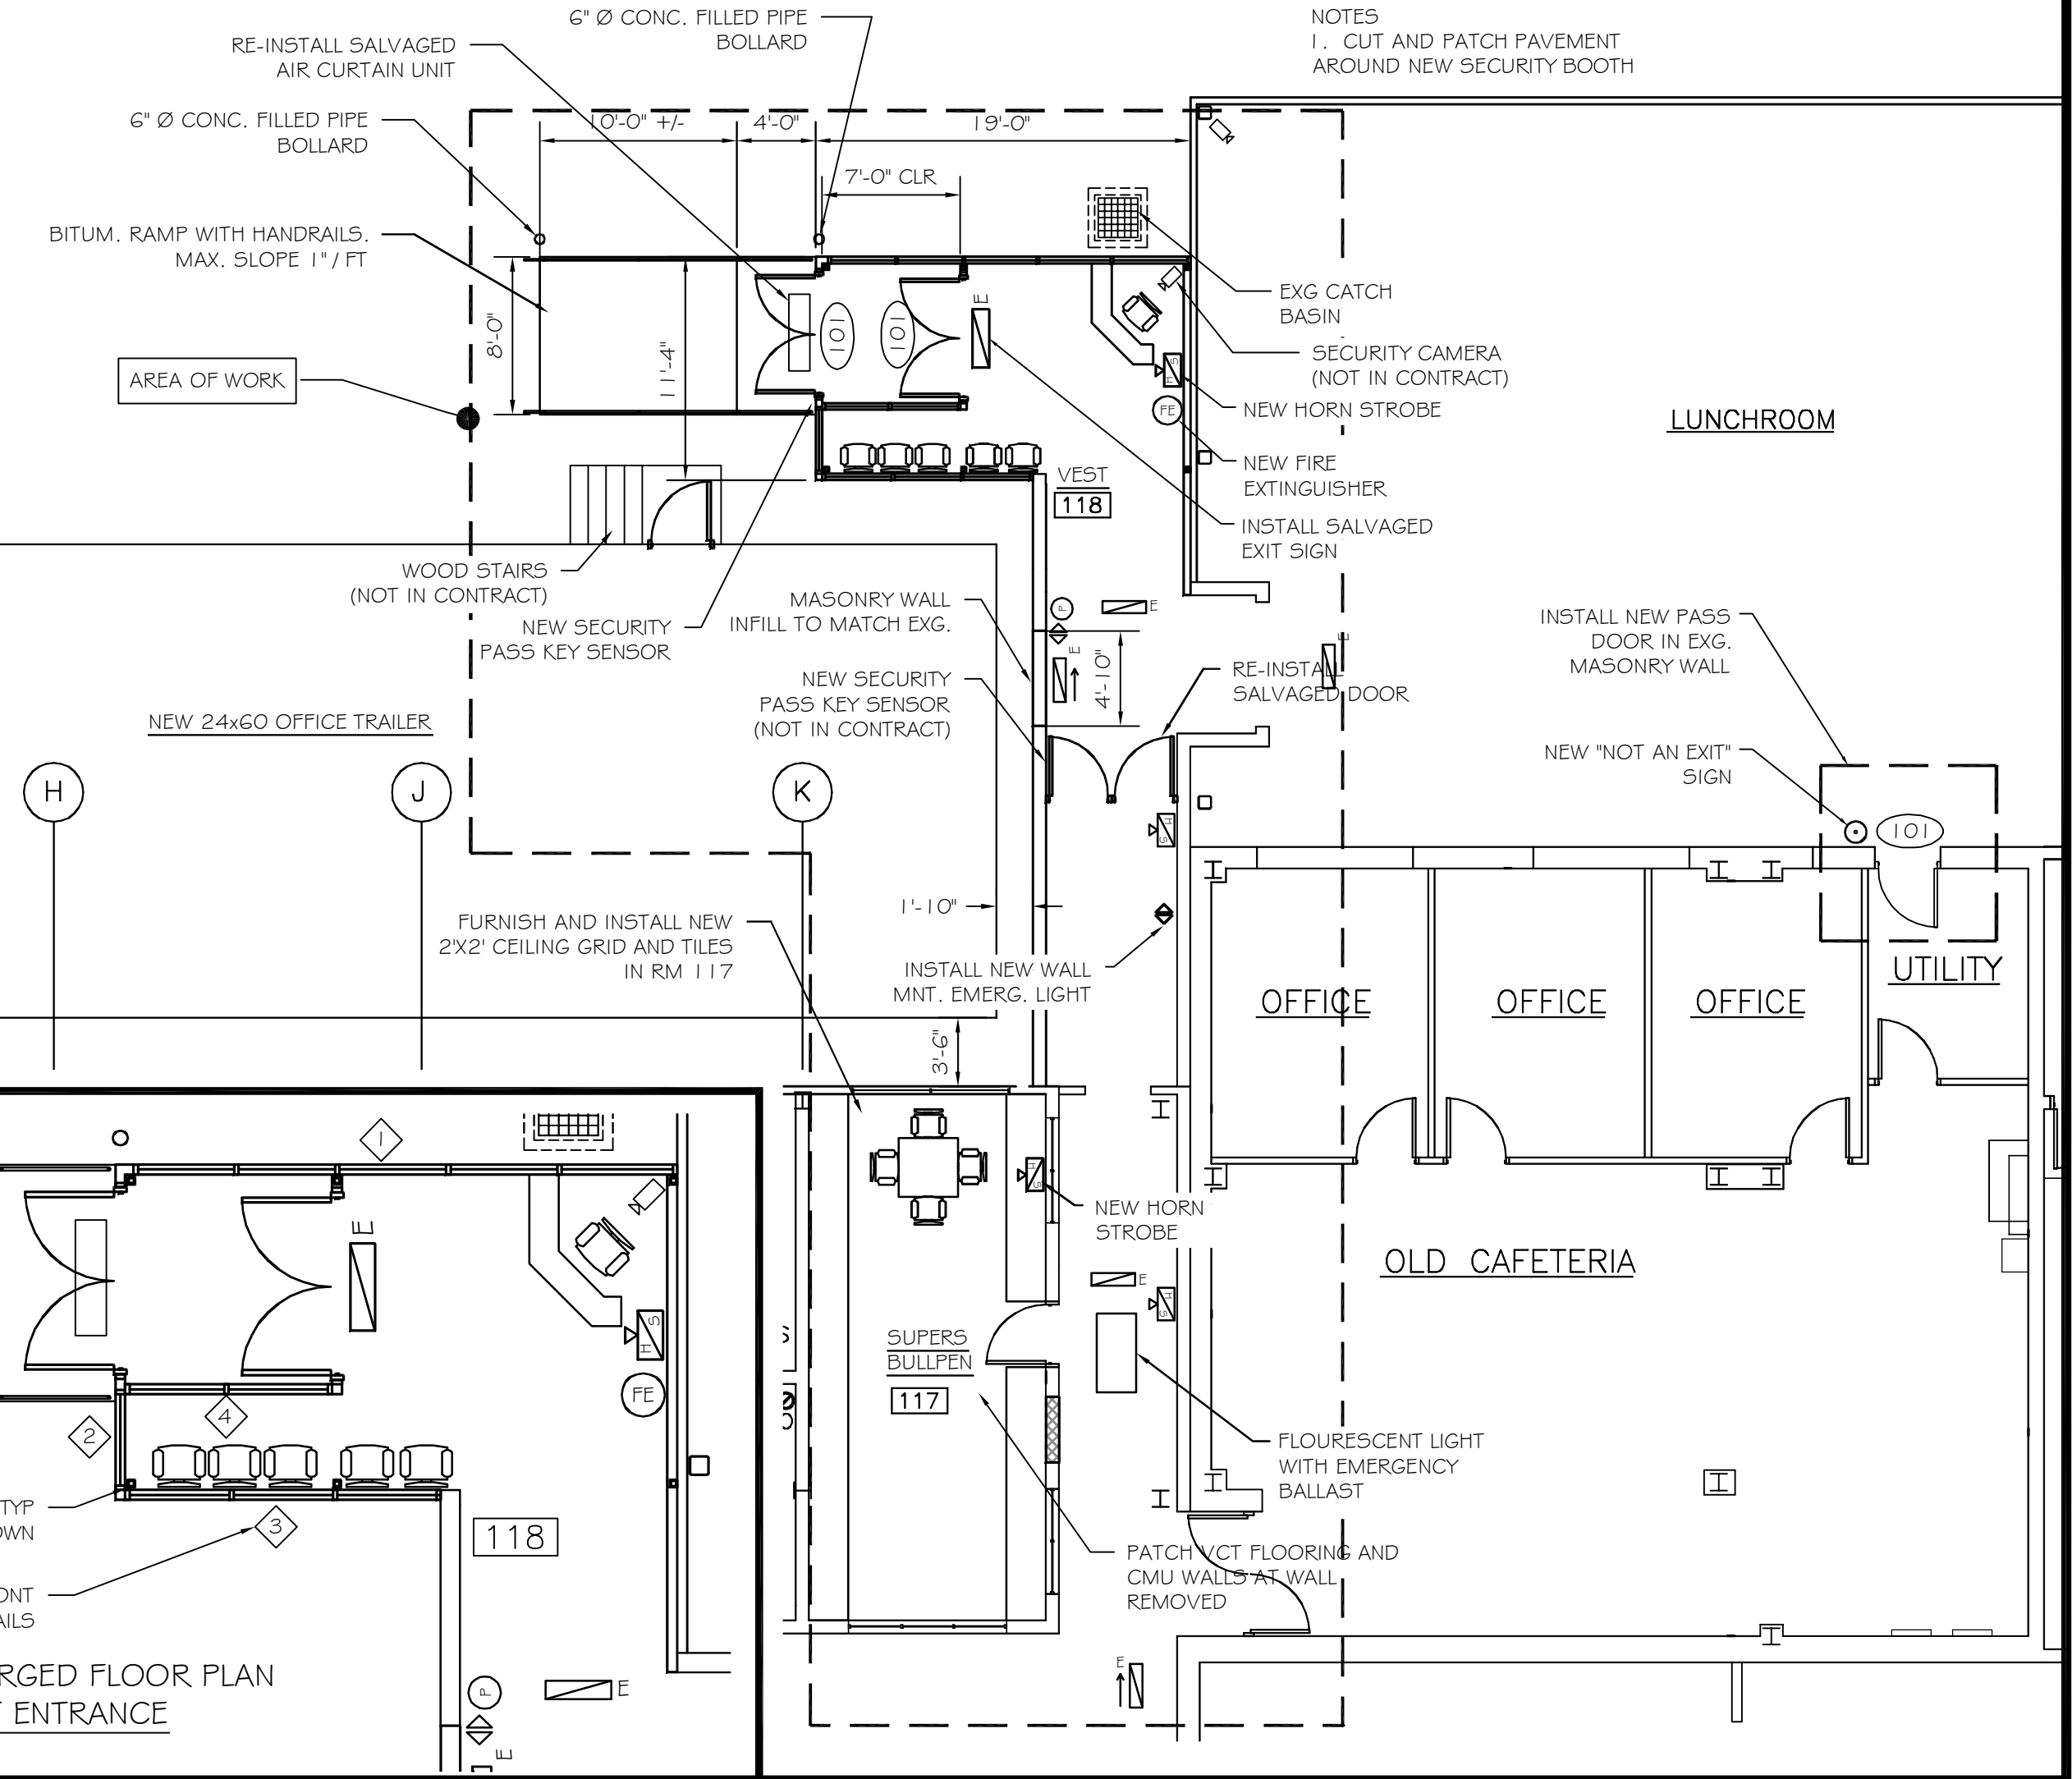 6" Ø CONC. FILLED PIPE
BOLLARD
NOTES
1. CUT AND PATCH PAVEMENT
AROUND NEW SECURITY BOOTH
RE-INSTALL SALVAGED
AIR CURTAIN UNIT
6" Ø CONC. FILLED PIPE
BOLLARD
10'-0" +/-
4'-0"
19'-0"
7'-0" CLR
BITUM. RAMP WITH HANDRAILS.
MAX. SLOPE 1"/ FT
8'-0"
11'-4"
101
101
E
EXG CATCH
BASIN
SECURITY CAMERA
(NOT IN CONTRACT)
AREA OF WORK
H S
NEW HORN STROBE
FE
LUNCHROOM
NEW FIRE
EXTINGUISHER
VEST
118
INSTALL SALVAGED
EXIT SIGN
WOOD STAIRS
(NOT IN CONTRACT)
NEW SECURITY
PASS KEY SENSOR
MASONRY WALL
INFILL TO MATCH EXG.
P
E
E
4'-10"
E
INSTALL NEW PASS
DOOR IN EXG.
MASONRY WALL
NEW SECURITY
PASS KEY SENSOR
(NOT IN CONTRACT)
RE-INSTALL
SALVAGED DOOR
NEW 24x60 OFFICE TRAILER
NEW "NOT AN EXIT"
SIGN
H
J
K
H S
101
1'-10"
FURNISH AND INSTALL NEW
2'X2' CEILING GRID AND TILES
IN RM 117
INSTALL NEW WALL
MNT. EMERG. LIGHT
UTILITY
OFFICE
OFFICE
OFFICE
3'-6"
H S
NEW HORN
STROBE
OLD CAFETERIA
E
H S
SUPERS
BULLPEN
117
FLOURESCENT LIGHT
WITH EMERGENCY
BALLAST
PATCH VCT FLOORING AND
CMU WALLS AT WALL
REMOVED
E
1
E
H S
FE
2
4
3
TYP
OWN
118
ONT
AILS
RGED FLOOR PLAN
T ENTRANCE
P
E
E